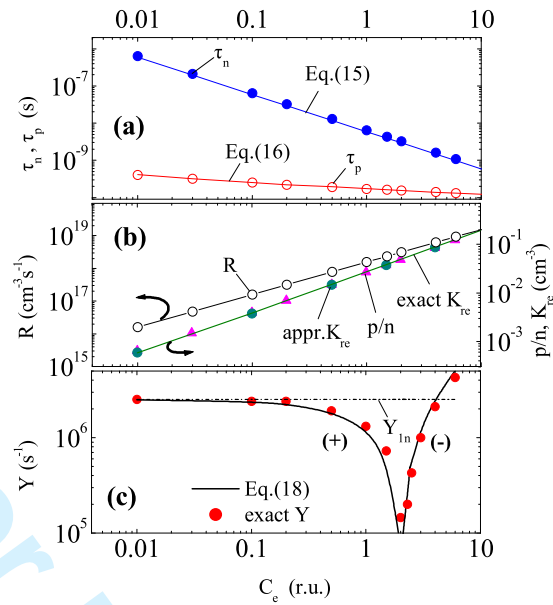 0.01 0.1 1 10
τn
Eq.(15)
10^-7
(a)
τn, τp (s)
10^-9
Eq.(16)
τp
(b)
10^19
10^17
10^15
R (cm^-3s^-1)
R
appr.Kre
p/n
exact Kre
10^-1
10^-2
10^-3
p/n, Kre (cm^-3)
Y1n
(+)
(-)
10^6
10^5
Y (s^-1)
(c)
Eq.(18)
exact Y
0.01 0.1 1 10
Ce (r.u.)